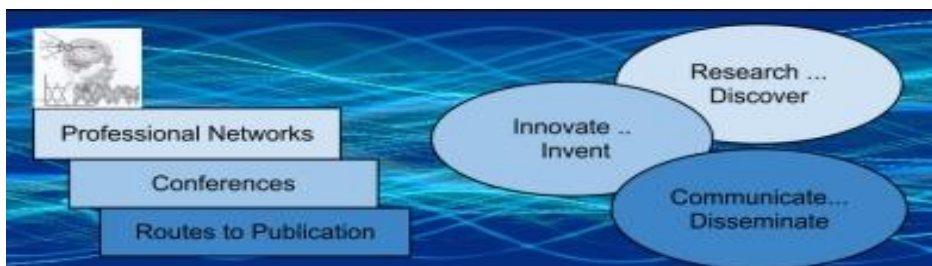 Professional Networks
Conferences
Routes to Publication
Research ...
Discover
Innovate ..
Invent
Communicate...
Disseminate